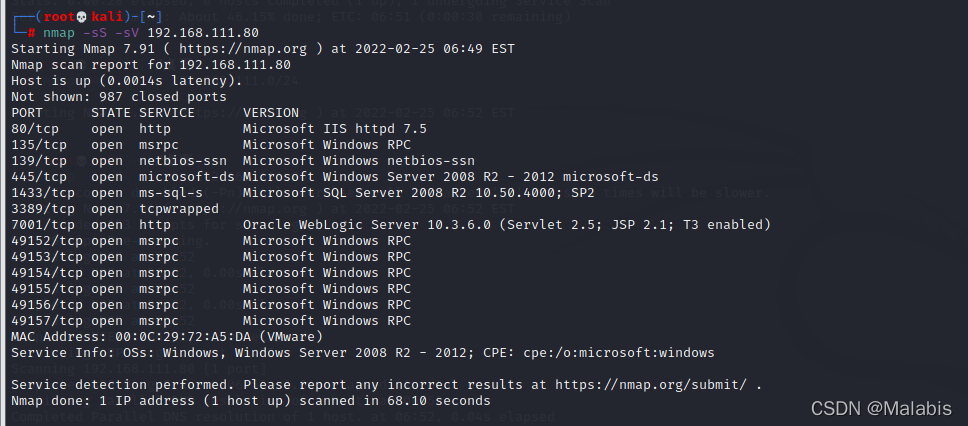 (root💀kali)-[~]
# nmap -sS -sV 192.168.111.80
Starting Nmap 7.91 ( https://nmap.org ) at 2022-02-25 06:49 EST
Nmap scan report for 192.168.111.80
Host is up (0.0014s latency).
Not shown: 987 closed ports
PORT      STATE SERVICE      VERSION
80/tcp    open  http         Microsoft IIS httpd 7.5
135/tcp   open  msrpc        Microsoft Windows RPC
139/tcp   open  netbios-ssn  Microsoft Windows netbios-ssn
445/tcp   open  microsoft-ds Microsoft Windows Server 2008 R2 - 2012 microsoft-ds
1433/tcp  open  ms-sql-s     Microsoft SQL Server 2008 R2 10.50.4000; SP2
3389/tcp  open  tcpwrapped
7001/tcp  open  http         Oracle WebLogic Server 10.3.6.0 (Servlet 2.5; JSP 2.1; T3 enabled)
49152/tcp open  msrpc        Microsoft Windows RPC
49153/tcp open  msrpc        Microsoft Windows RPC
49154/tcp open  msrpc        Microsoft Windows RPC
49155/tcp open  msrpc        Microsoft Windows RPC
49156/tcp open  msrpc        Microsoft Windows RPC
49157/tcp open  msrpc        Microsoft Windows RPC
MAC Address: 00:0C:29:72:A5:DA (VMware)
Service Info: OSs: Windows, Windows Server 2008 R2 - 2012; CPE: cpe:/o:microsoft:windows
Service detection performed. Please report any incorrect results at https://nmap.org/submit/ .
Nmap done: 1 IP address (1 host up) scanned in 68.10 seconds
CSDN @Malabis